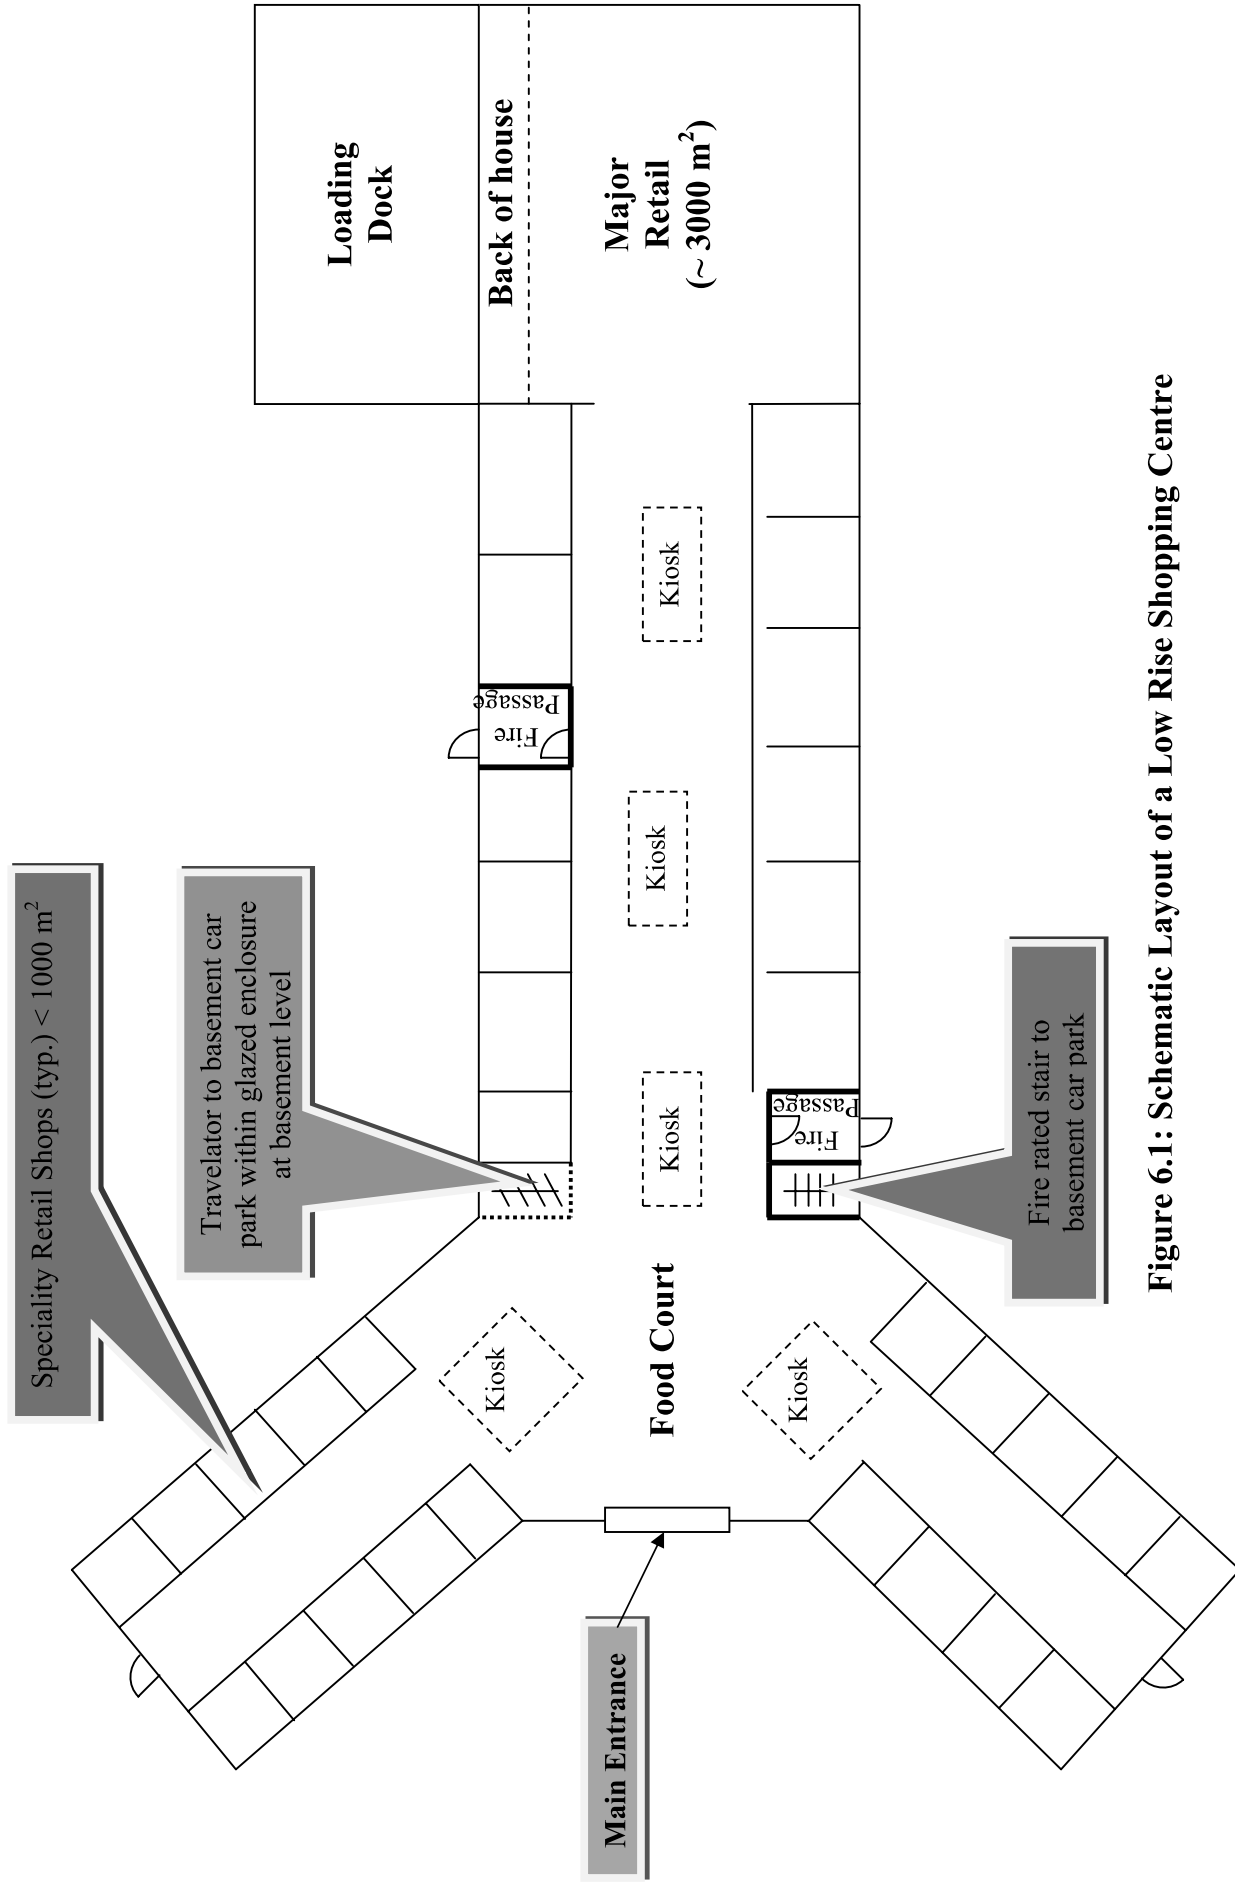 Speciality Retail Shops (typ.) < 1000 m²
Travelator to basement car
park within glazed enclosure
at basement level
Loading
Dock
Back of house
Major
Retail
(~ 3000 m²)
Fire
Passage
Kiosk
Kiosk
Kiosk
Kiosk
Kiosk
Food Court
Main Entrance
Fire
Passage
Fire rated stair to
basement car park
Figure 6.1: Schematic Layout of a Low Rise Shopping Centre